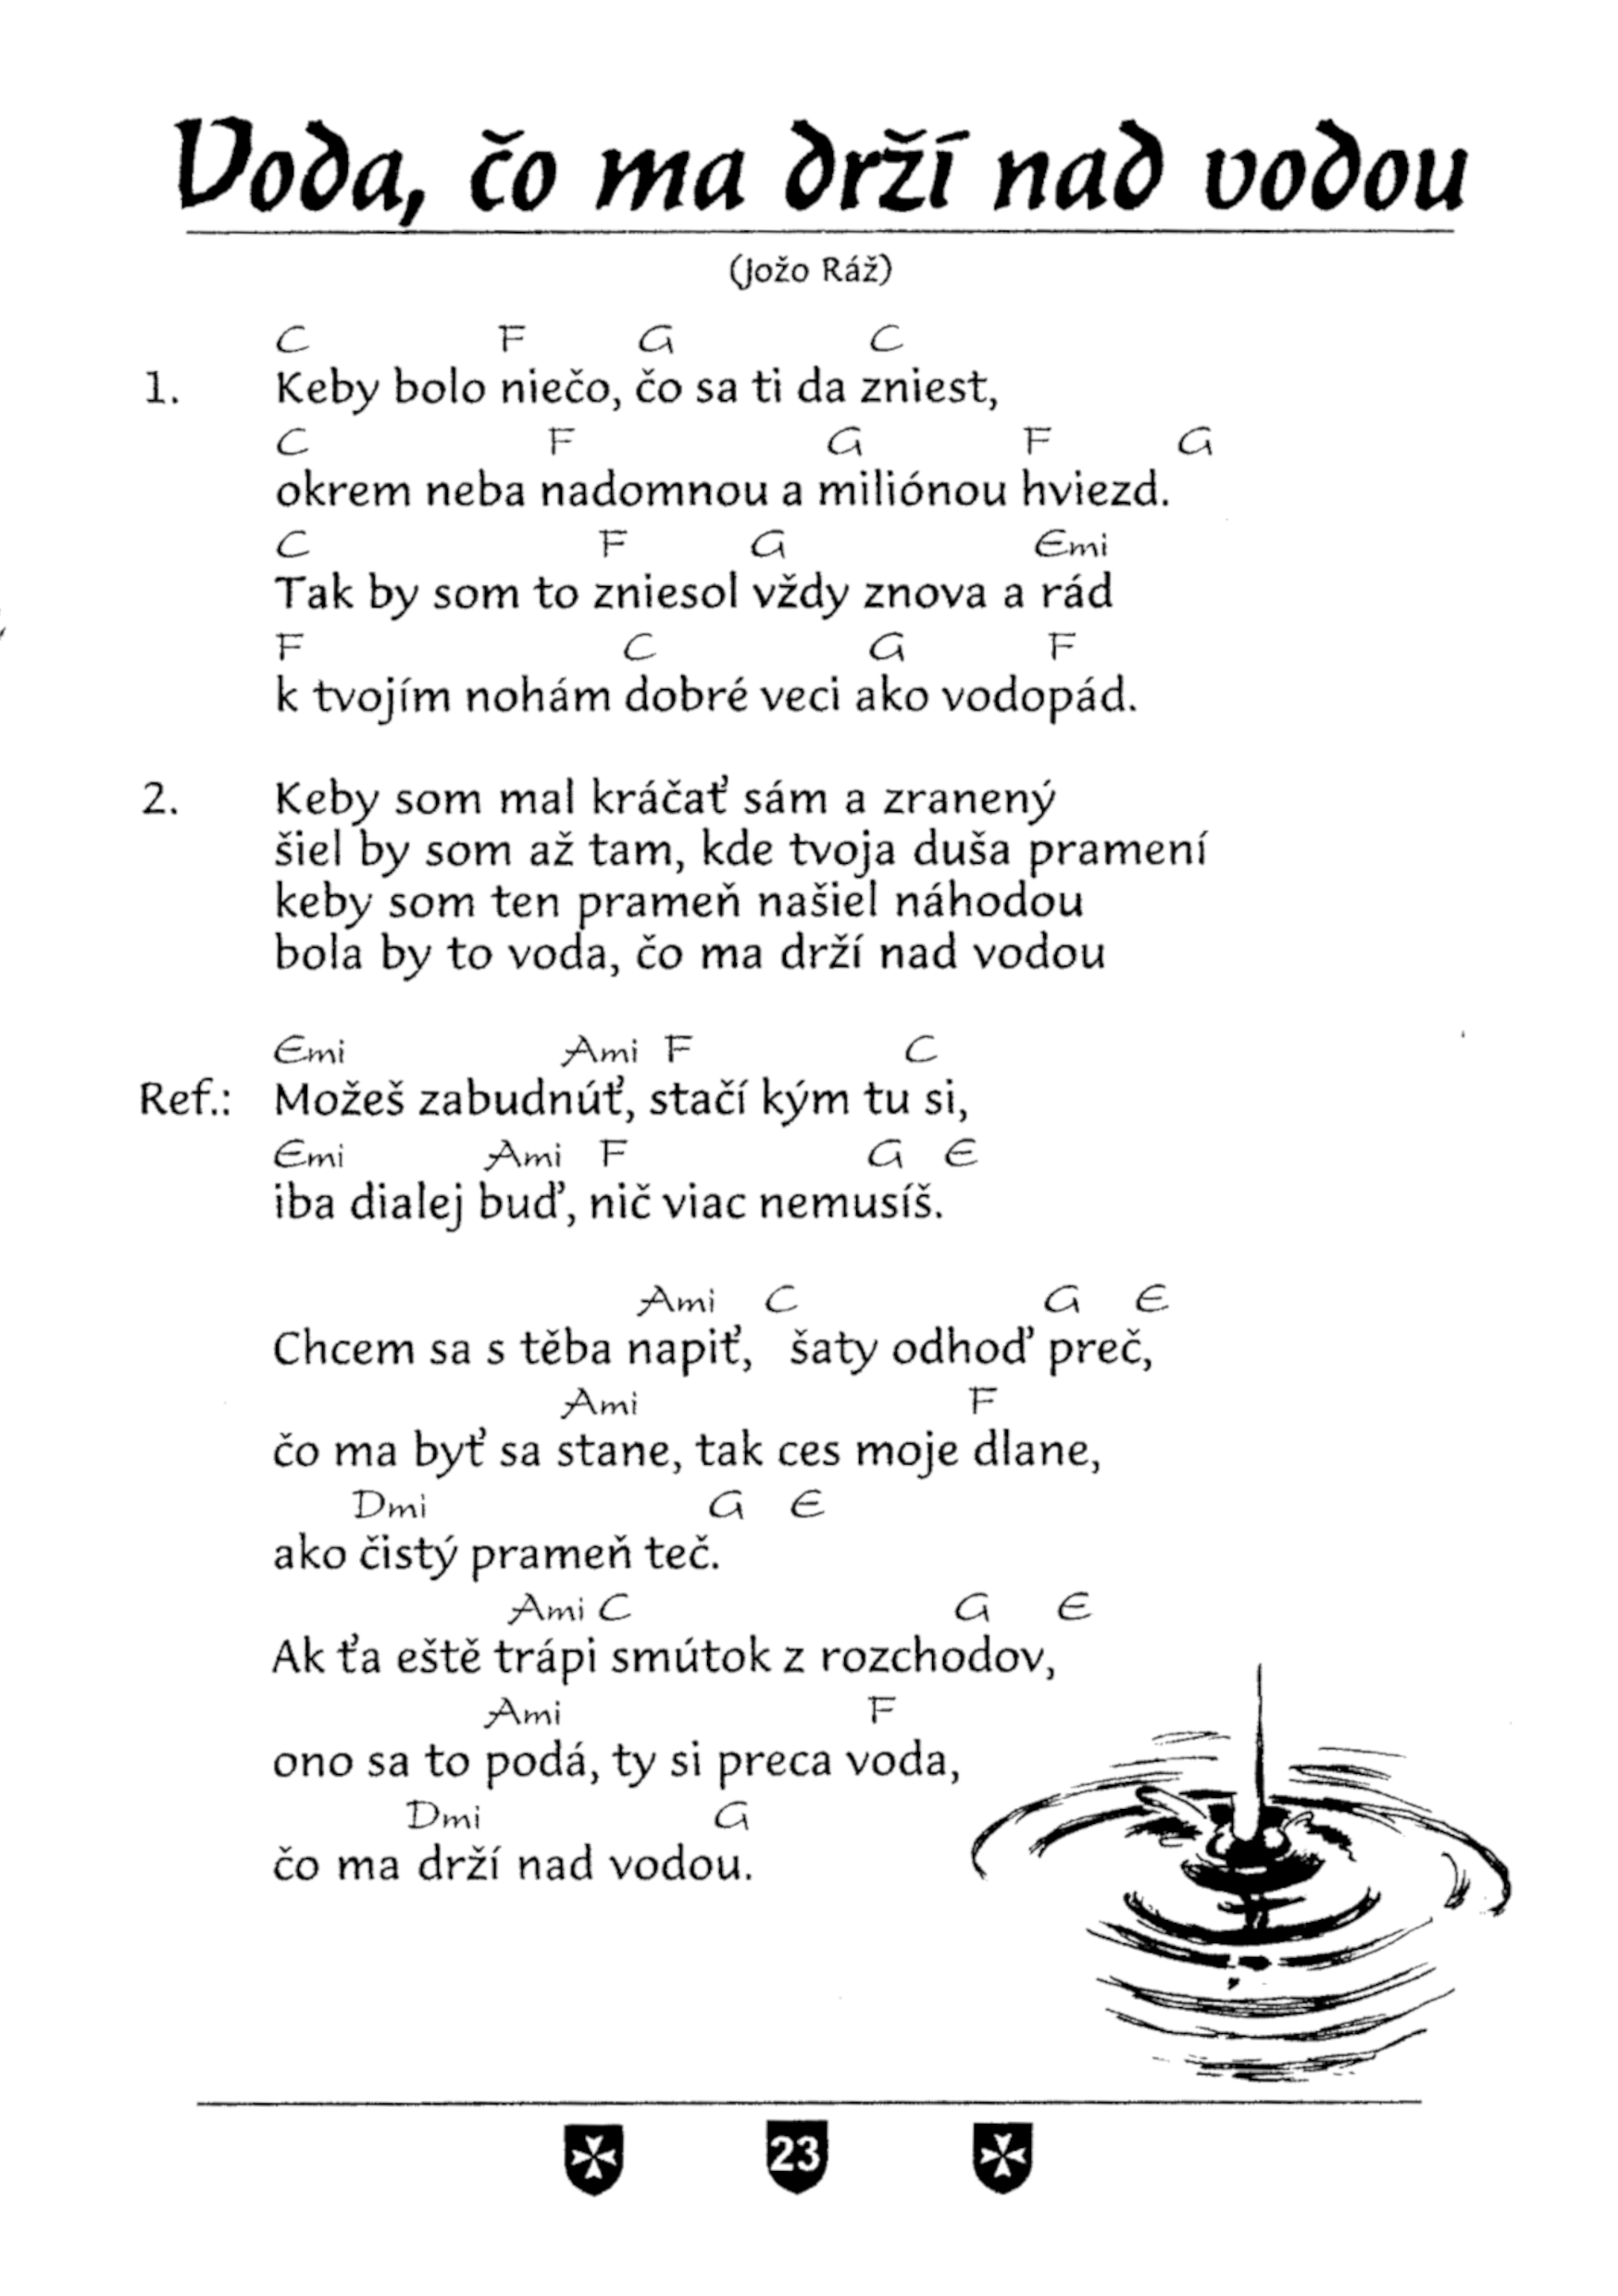 Voda, čo ma drží nad vodou
(Jožo Ráž)
C F G C
1. Keby bolo niečo, čo sa ti da zniest,
C F G F G
okrem neba nadomnou a miliónou hviezd.
C F G Emi
Tak by som to zniesol vždy znova a rád
F C G F
k tvojím nohám dobré veci ako vodopád.
2. Keby som mal kráčať sám a zranený
šiel by som až tam, kde tvoja duša pramení
keby som ten prameň našiel náhodou
bola by to voda, čo ma drží nad vodou
Emi Ami F C
Ref.: Možeš zabudnúť, stačí kým tu si,
Emi Ami F G E
iba dialej buď, nič viac nemusíš.
Ami C G E
Chcem sa s těba napiť, šaty odhoď preč,
Ami F
čo ma byť sa stane, tak ces moje dlane,
Dmi G E
ako čistý prameň teč.
Ami C G E
Ak ťa eště trápi smútok z rozchodov,
Ami F
ono sa to podá, ty si preca voda,
Dmi G
čo ma drží nad vodou.
23